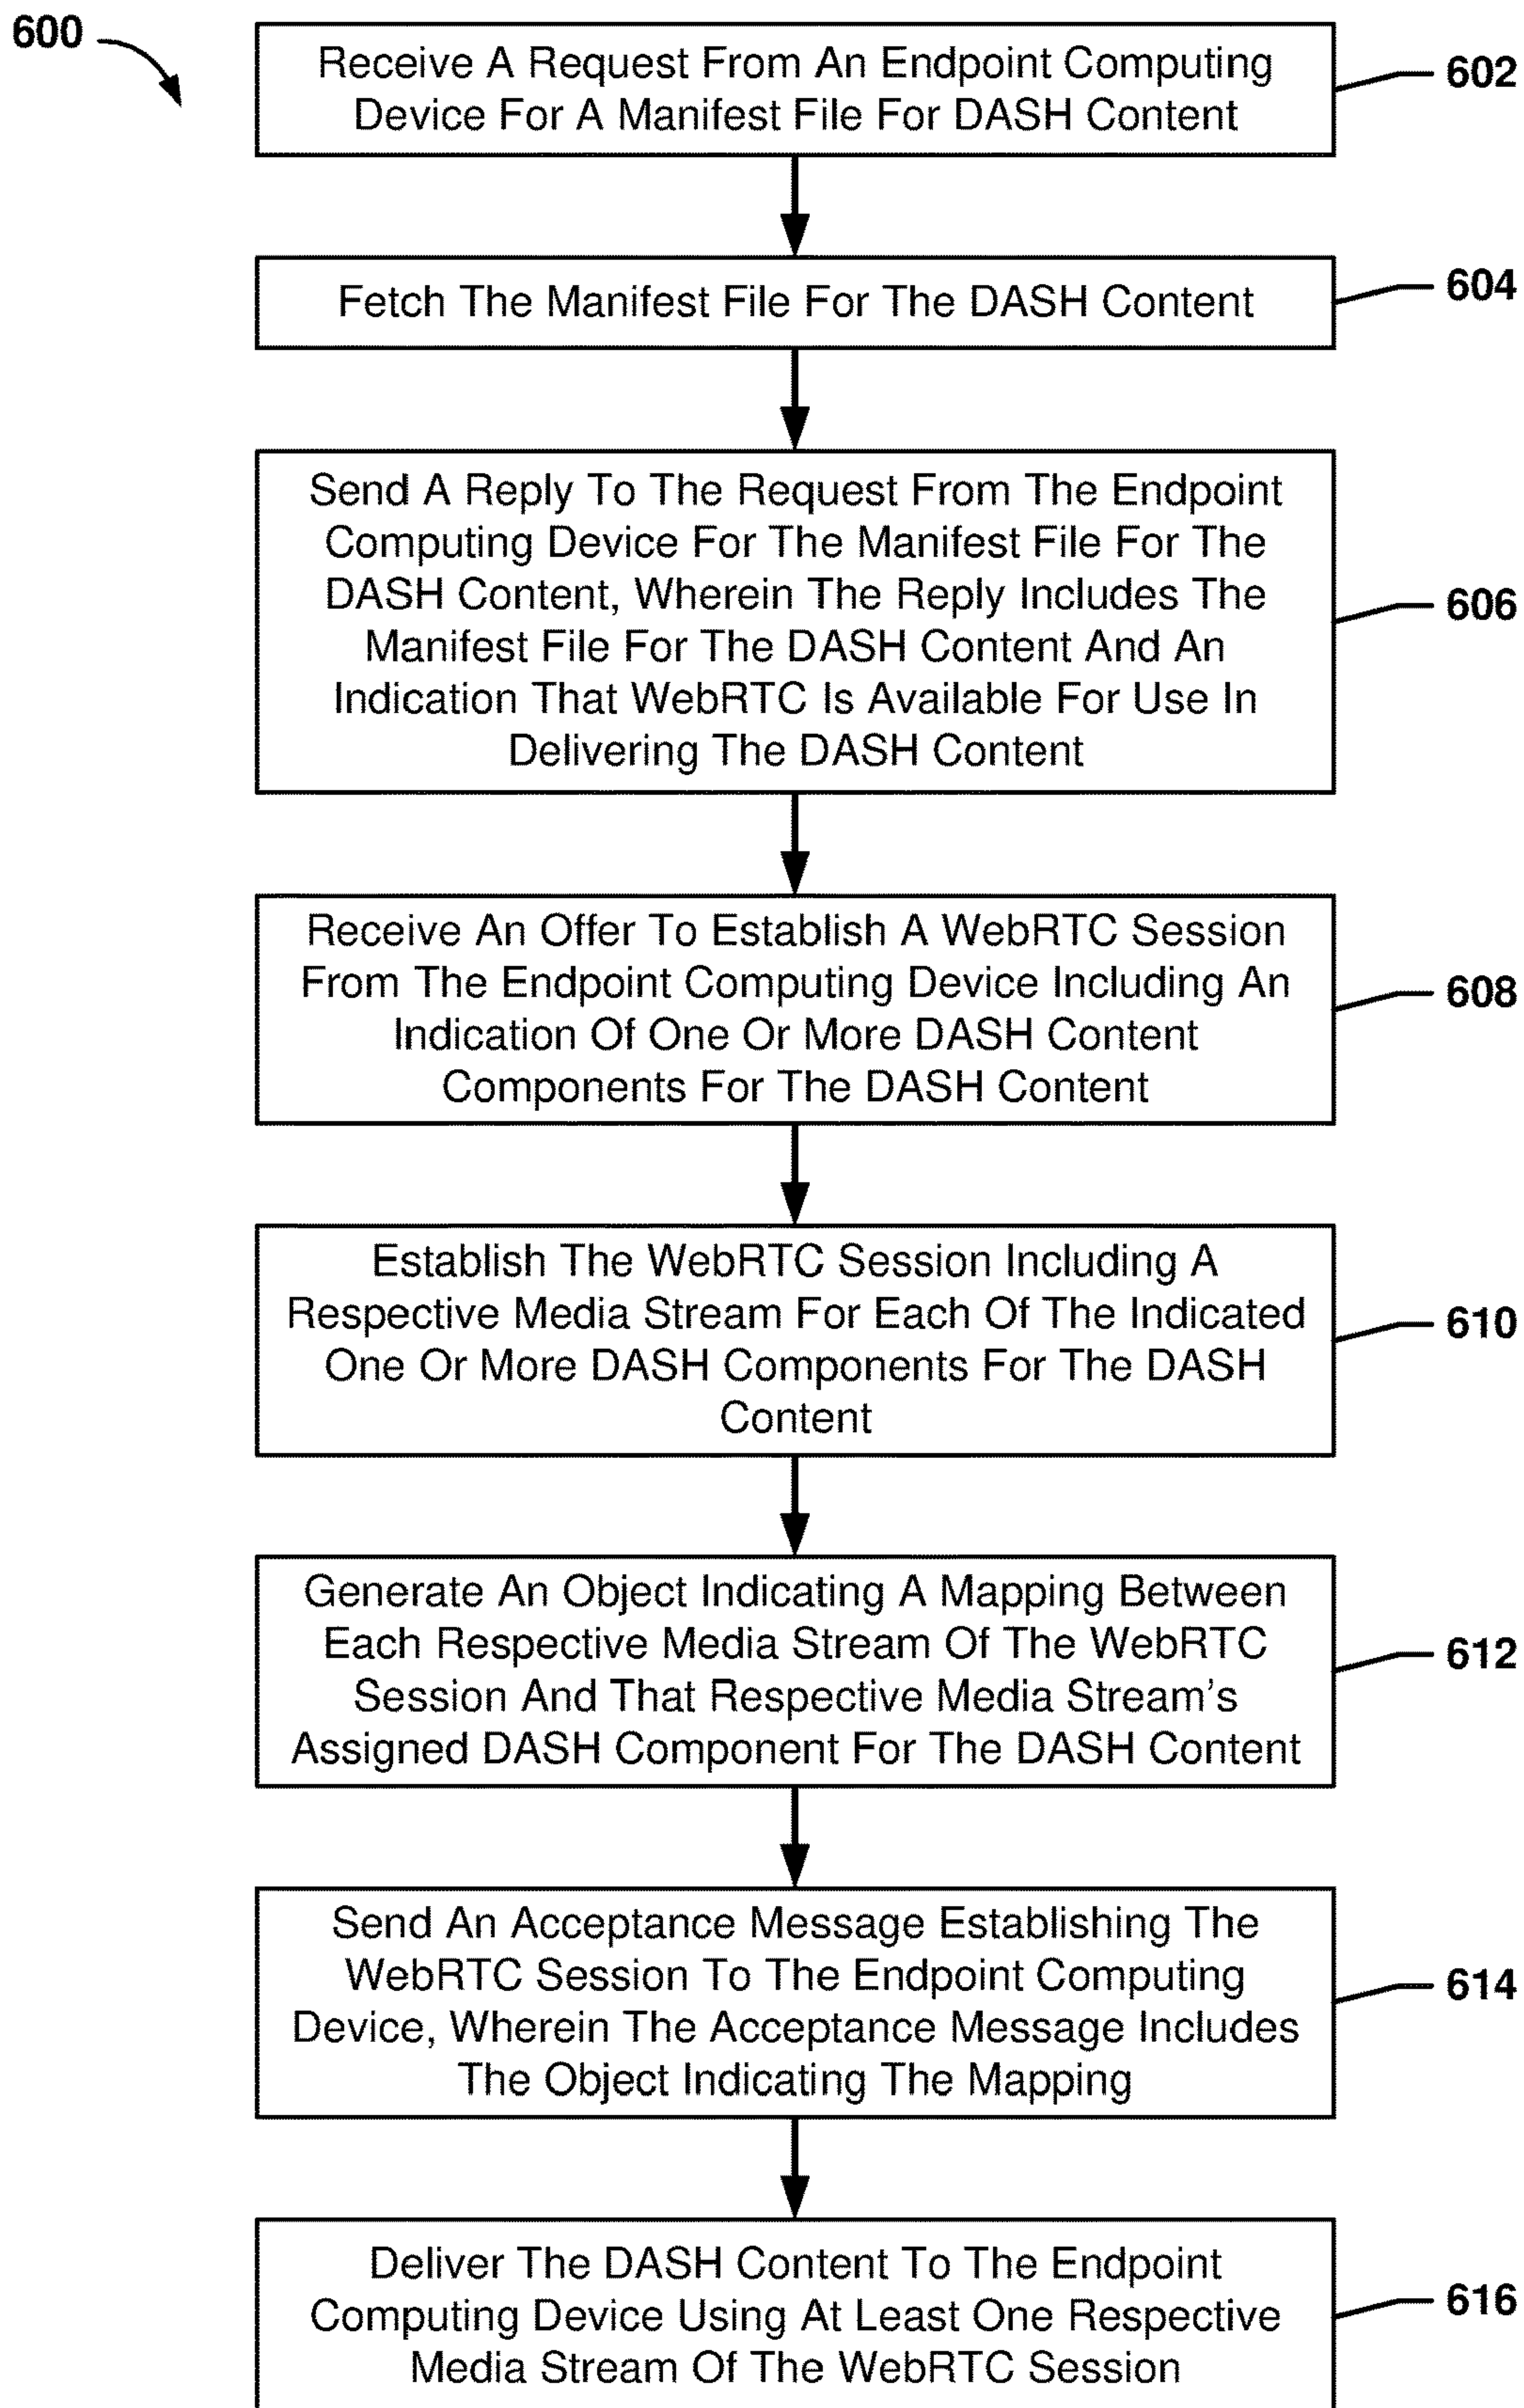 600
Receive A Request From An Endpoint Computing
Device For A Manifest File For DASH Content
602
Fetch The Manifest File For The DASH Content
604
Send A Reply To The Request From The Endpoint
Computing Device For The Manifest File For The
DASH Content, Wherein The Reply Includes The
Manifest File For The DASH Content And An
Indication That WebRTC Is Available For Use In
Delivering The DASH Content
606
Receive An Offer To Establish A WebRTC Session
From The Endpoint Computing Device Including An
Indication Of One Or More DASH Content
Components For The DASH Content
608
Establish The WebRTC Session Including A
Respective Media Stream For Each Of The Indicated
One Or More DASH Components For The DASH
Content
610
Generate An Object Indicating A Mapping Between
Each Respective Media Stream Of The WebRTC
Session And That Respective Media Stream's
Assigned DASH Component For The DASH Content
612
Send An Acceptance Message Establishing The
WebRTC Session To The Endpoint Computing
Device, Wherein The Acceptance Message Includes
The Object Indicating The Mapping
614
Deliver The DASH Content To The Endpoint
Computing Device Using At Least One Respective
Media Stream Of The WebRTC Session
616